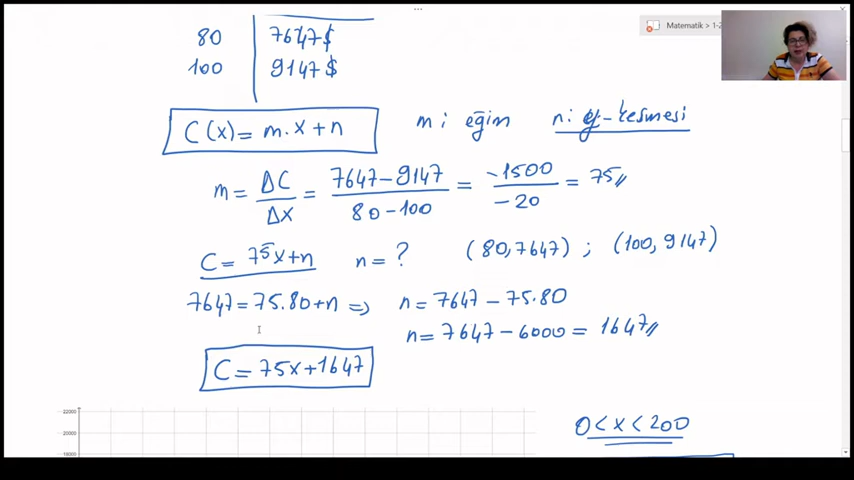 Matematik > 1-2
80 7647$
100 9147$
C(x) = m.x+n m: eğim n: y-kesmesi
m = ΔC/Δx = 7647-9147/80-100 = -1500/-20 = 75//
C = 75x+n n = ? (80,7647) ; (100,9147)
7647 = 75.80+n ⇒ n = 7647 - 75.80
n = 7647 - 6000 = 1647//
C = 75x+1647
22000
20000
18000
0 < x < 200